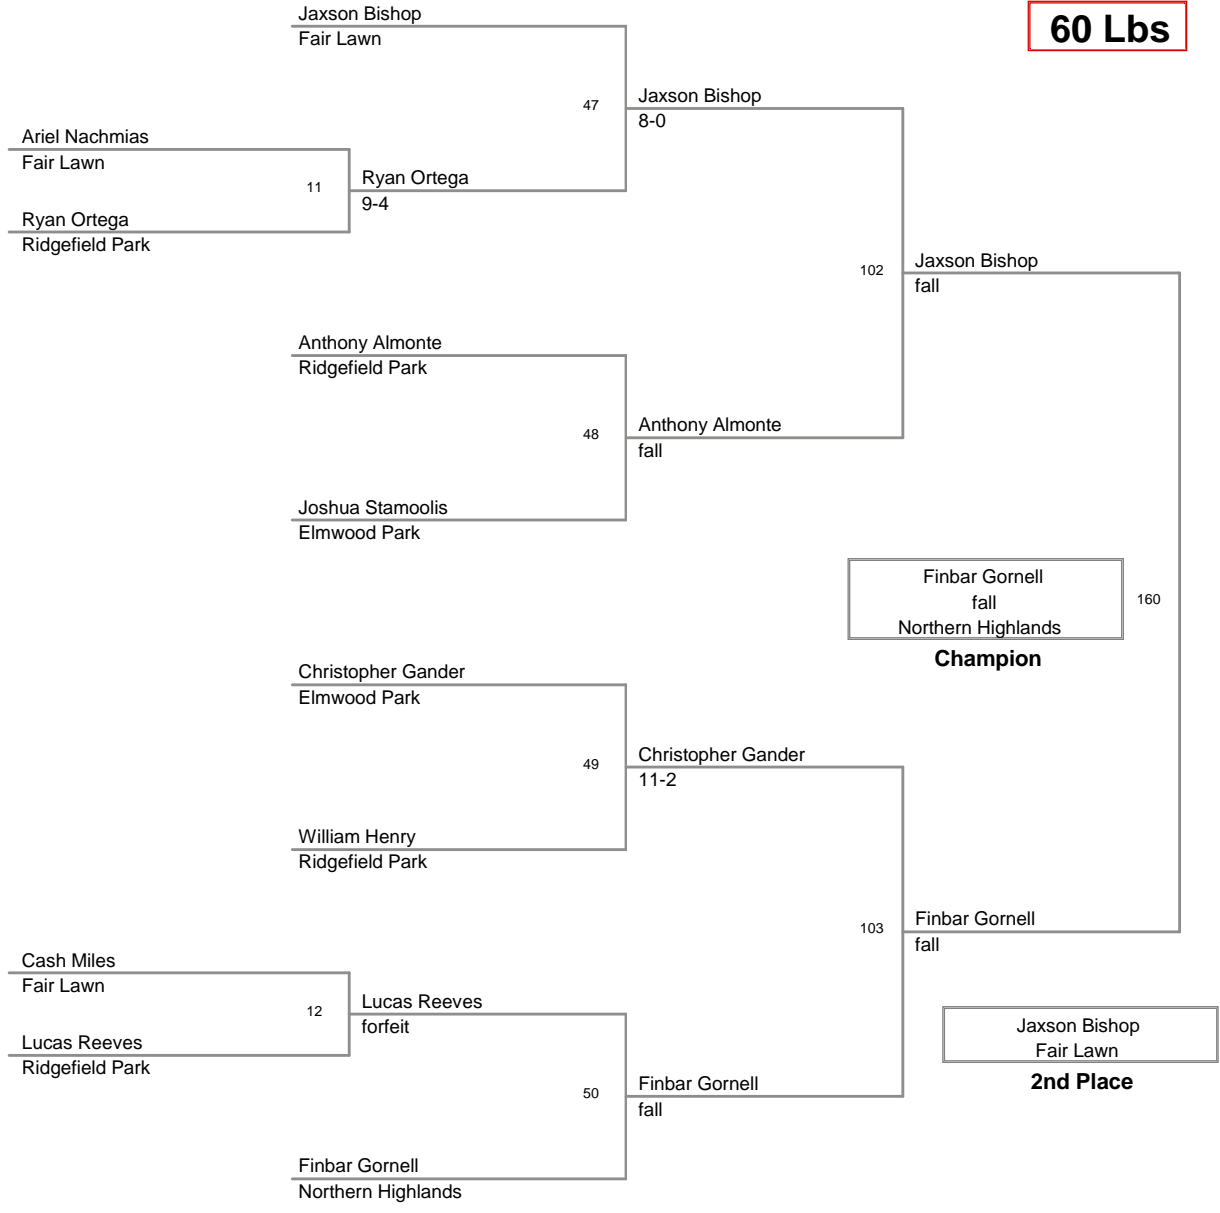 60 Lbs
Jaxson Bishop
Fair Lawn
47
Jaxson Bishop
8-0
Ariel Nachmias
Fair Lawn
11
Ryan Ortega
9-4
Ryan Ortega
Ridgefield Park
102
Jaxson Bishop
fall
Anthony Almonte
Ridgefield Park
48
Anthony Almonte
fall
Joshua Stamoolis
Elmwood Park
Finbar Gornell
fall
Northern Highlands
Champion
160
Christopher Gander
Elmwood Park
49
Christopher Gander
11-2
William Henry
Ridgefield Park
103
Finbar Gornell
fall
Cash Miles
Fair Lawn
12
Lucas Reeves
forfeit
Lucas Reeves
Ridgefield Park
Jaxson Bishop
Fair Lawn
2nd Place
50
Finbar Gornell
fall
Finbar Gornell
Northern Highlands